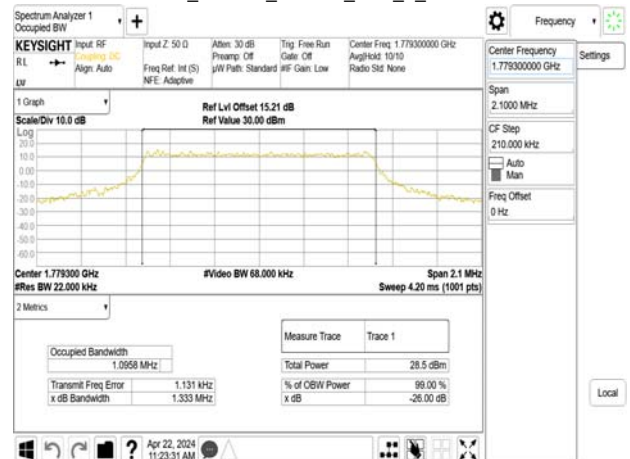 Spectrum Analyzer 1
Occupied BW
Frequency
KEYSIGHT
RL
LU
Input: RF
Coupling: DC
Align: Auto
Input Z: 50 Ω
Freq Ref: Int (S)
NFE: Adaptive
Atten: 30 dB
Preamp: Off
µW Path: Standard
Trig: Free Run
Gate: Off
#IF Gain: Low
Center Freq: 1.779300000 GHz
Avg|Hold: 10/10
Radio Std: None
Center Frequency
1.779300000 GHz
Settings
Span
2.1000 MHz
CF Step
210.000 kHz
Auto
Man
Freq Offset
0 Hz
Local
1 Graph
Scale/Div 10.0 dB
Ref Lvl Offset 15.21 dB
Ref Value 30.00 dBm
Log
20.0
10.0
0.00
-10.0
-20.0
-30.0
-40.0
-50.0
-60.0
Center 1.779300 GHz
#Res BW 22.000 kHz
#Video BW 68.000 kHz
Span 2.1 MHz
Sweep 4.20 ms (1001 pts)
2 Metrics
Occupied Bandwidth
1.0958 MHz
Transmit Freq Error 1.131 kHz
x dB Bandwidth 1.333 MHz
Measure Trace Trace 1
Total Power 28.5 dBm
% of OBW Power 99.00 %
x dB -26.00 dB
Apr 22, 2024
11:23:31 AM